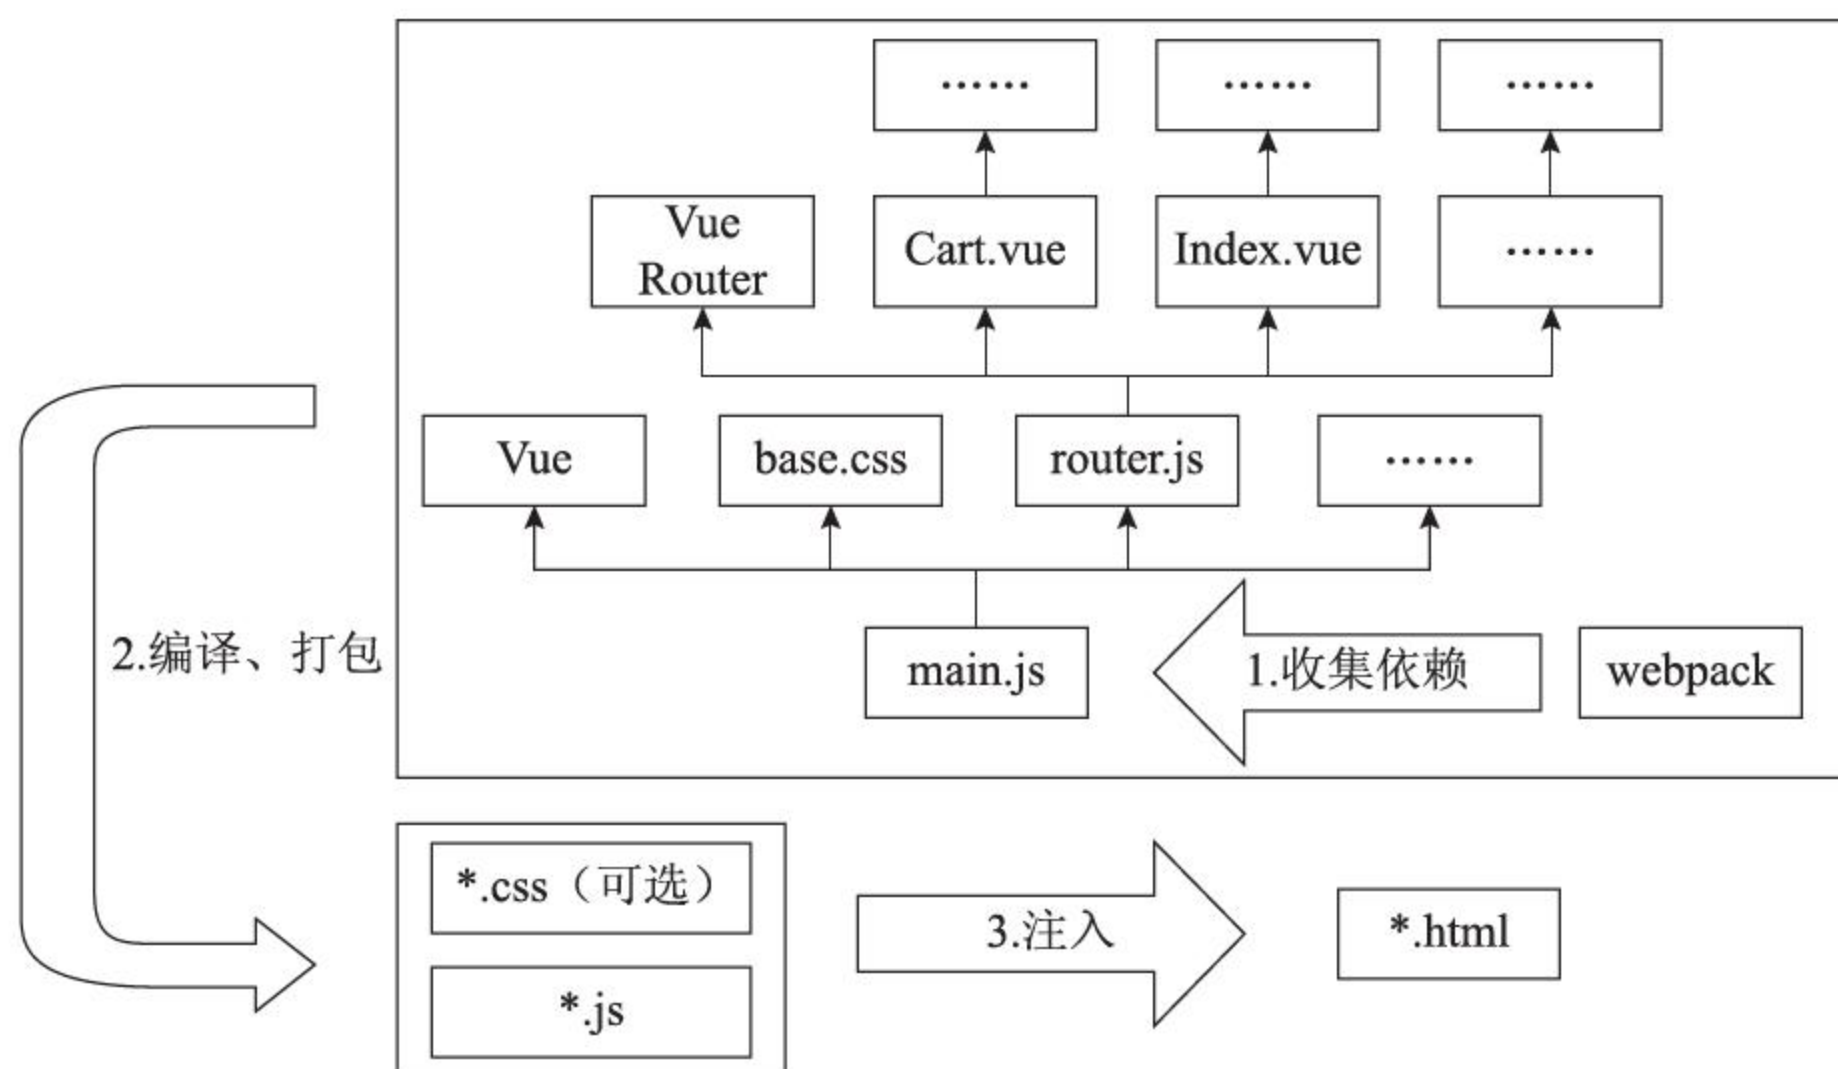 ……
……
……
Vue
Router
Cart.vue
Index.vue
……
Vue
base.css
router.js
……
2.编译、打包
main.js
1.收集依赖
webpack
*.css（可选）
3.注入
*.html
*.js